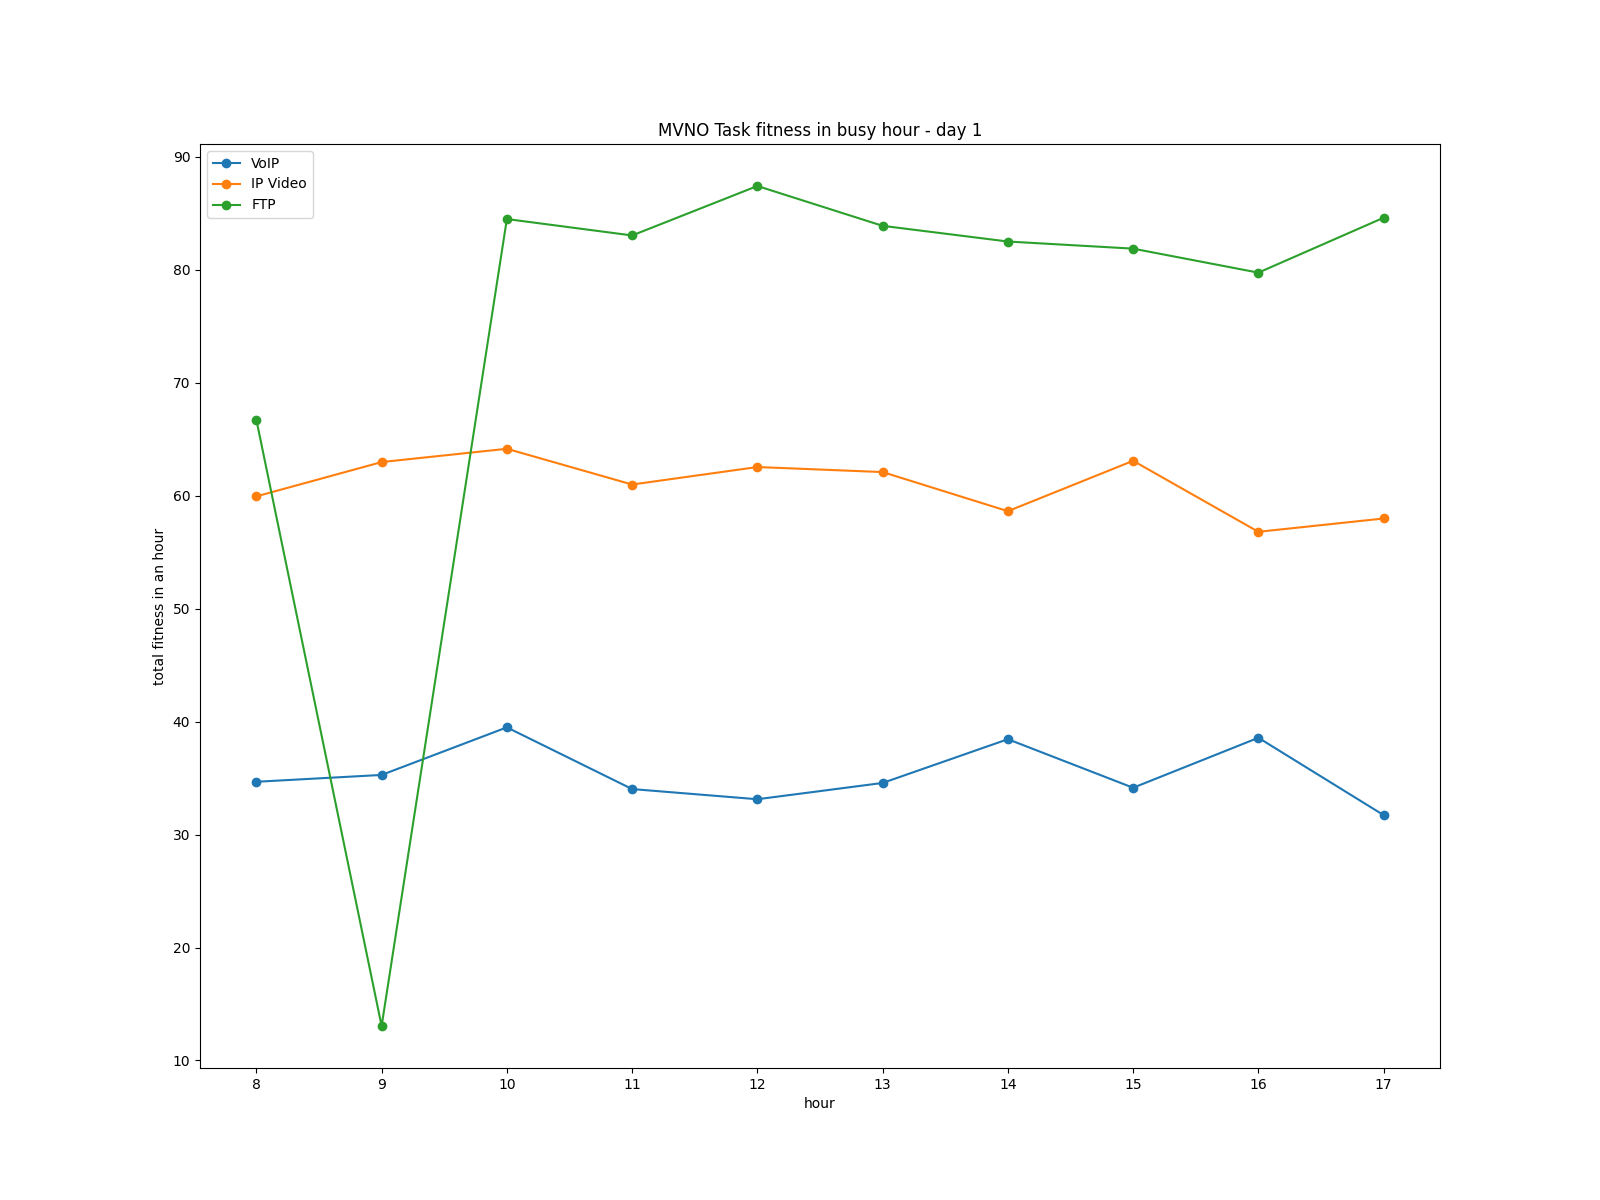 MVNO Task fitness in busy hour - day 1
VoIP
IP Video
FTP
90
80
70
60
50
40
30
20
10
total fitness in an hour
8 9 10 11 12 13 14 15 16 17
hour